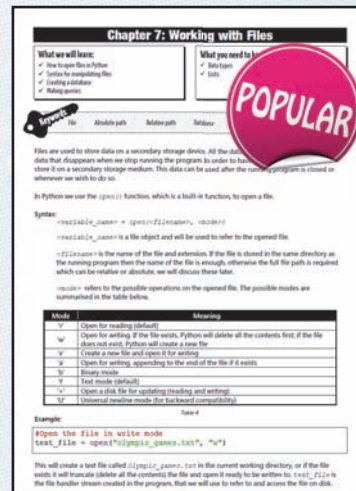 Chapter 7: Working with Files
What we will learn:
✓ How to open files in Python
✓ Syntax for manipulating files
✓ Creating a database
✓ Making queries
What you need to
✓ Data types
✓ Lists
POPULAR
Keywords
File Absolute path Relative path Database
Files are used to store data on a secondary storage device. All the data
data that disappears when we stop running the program. In order to
store it on a secondary storage medium. This data can be used after the running program is closed or
whenever we wish to do so.
In Python we use the open() function, which is a built-in function, to open a file.
Syntax:
<variable_name> = open(<filename>, <mode>)
<variable_name> is a file object and will be used to refer to the opened file.
<filename> is the name of the file and extension. If the file is stored in the same directory as
the running program then the name of the file is enough, otherwise the full file path is required
which can be relative or absolute, we will discuss these later.
<mode> refers to the possible operations on the opened file. The possible modes are
summarised in the table below.
Mode Meaning
'r' Open for reading (default)
'w' Open for writing. If the file exists, Python will delete all the contents first; if the file
does not exist, Python will create a new file
'x' Create a new file and open it for writing
'a' Open for writing, appending to the end of the file if it exists
'b' Binary mode
't' Text mode (default)
'+' Open a disk file for updating (reading and writing)
'U' Universal newline mode (for backward compatibility)
Table 4
Example:
#Open the file in write mode
test_file = open("olympic_games.txt", "w")
This will create a text file called olympic_games.txt in the current working directory, or if the file
exists it will truncate (delete all the contents) the file and open it ready to be written to. test_file is
the file handler stream created in the program, that we will use to refer to and access the file on disk.